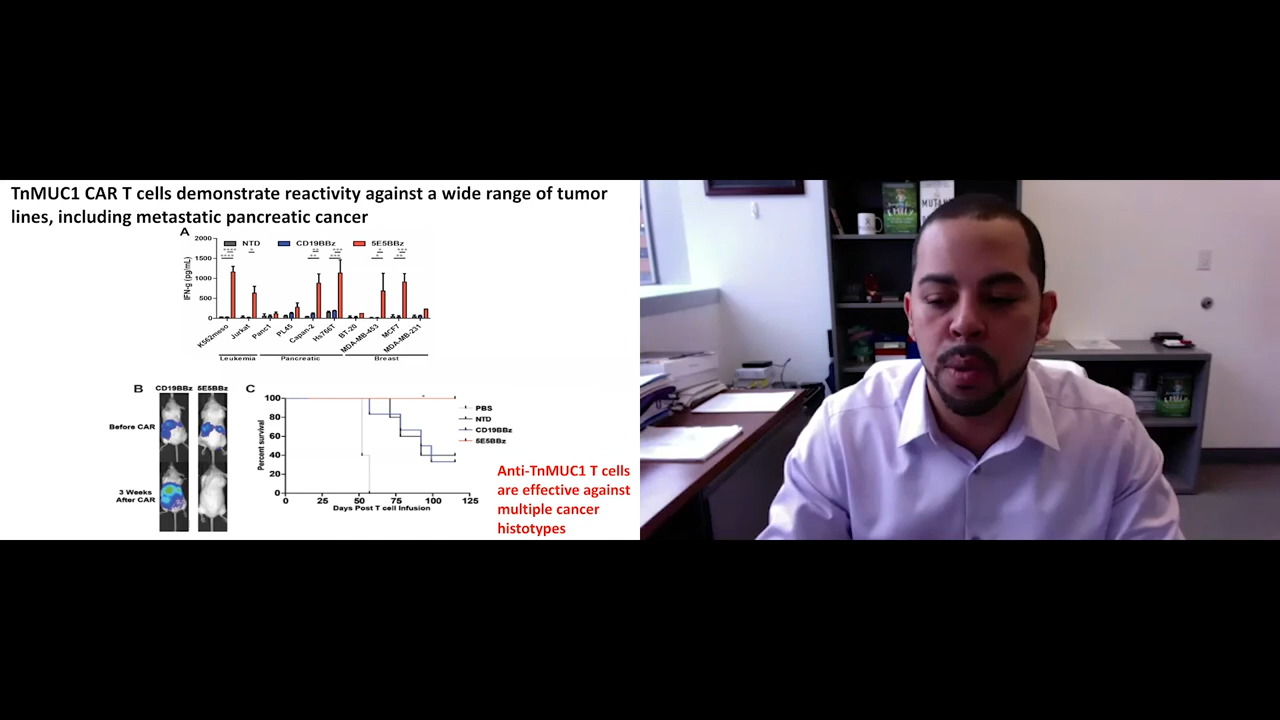 TnMUC1 CAR T cells demonstrate reactivity against a wide range of tumor
lines, including metastatic pancreatic cancer
A
NTD CD19BBz 5E5BBz
IFN-g (pg/mL)
2000
1500
1000
500
0
K562meso Jurkat Panc1 PL45 Capan-2 Hs766T BT-20 MDA-MB-453 MCF7 MDA-MB-231
Leukemia Pancreatic Breast
B
CD19BBz 5E5BBz
Before CAR
3 Weeks
After CAR
C
Percent survival
100
80
60
40
20
0
0 25 50 75 100 125
Days Post T cell Infusion
PBS
NTD
CD19BBz
5E5BBz
Anti-TnMUC1 T cells
are effective against
multiple cancer
histotypes
EMILY
MUTANT